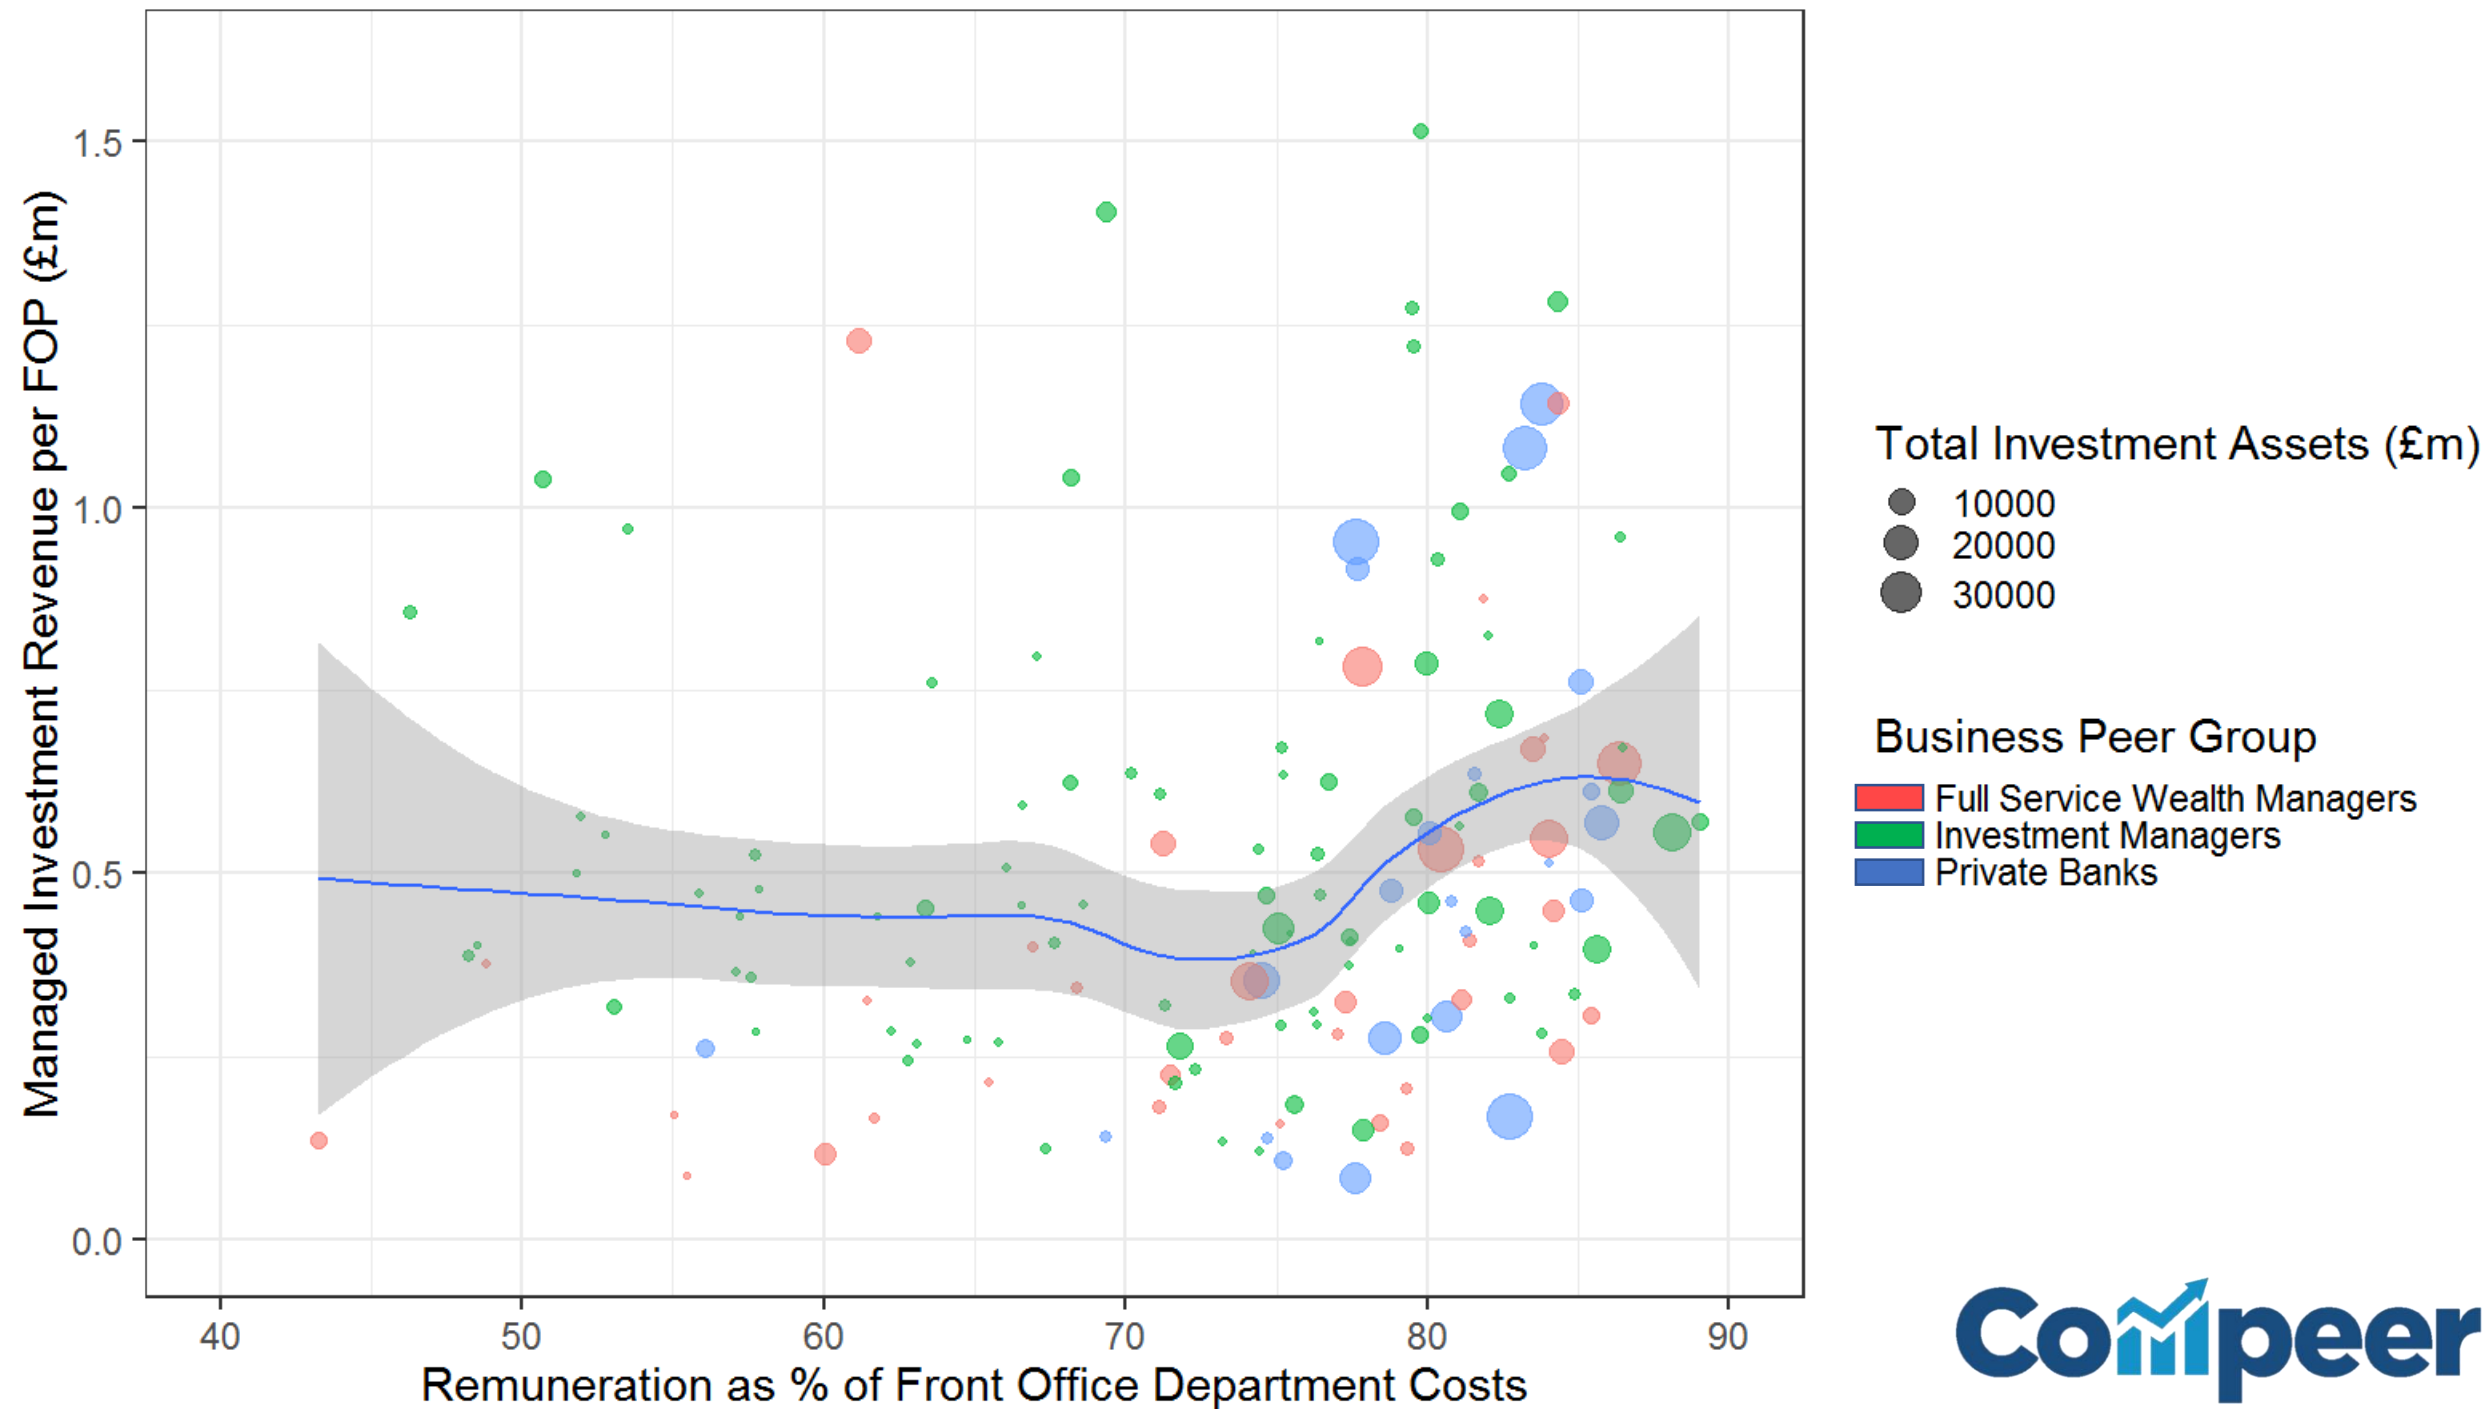 Managed Investment Revenue per FOP (£m)
1.5
1.0
0.5
0.0
40 50 60 70 80 90
Remuneration as % of Front Office Department Costs
Total Investment Assets (£m)
10000
20000
30000
Business Peer Group
Full Service Wealth Managers
Investment Managers
Private Banks
Compeer